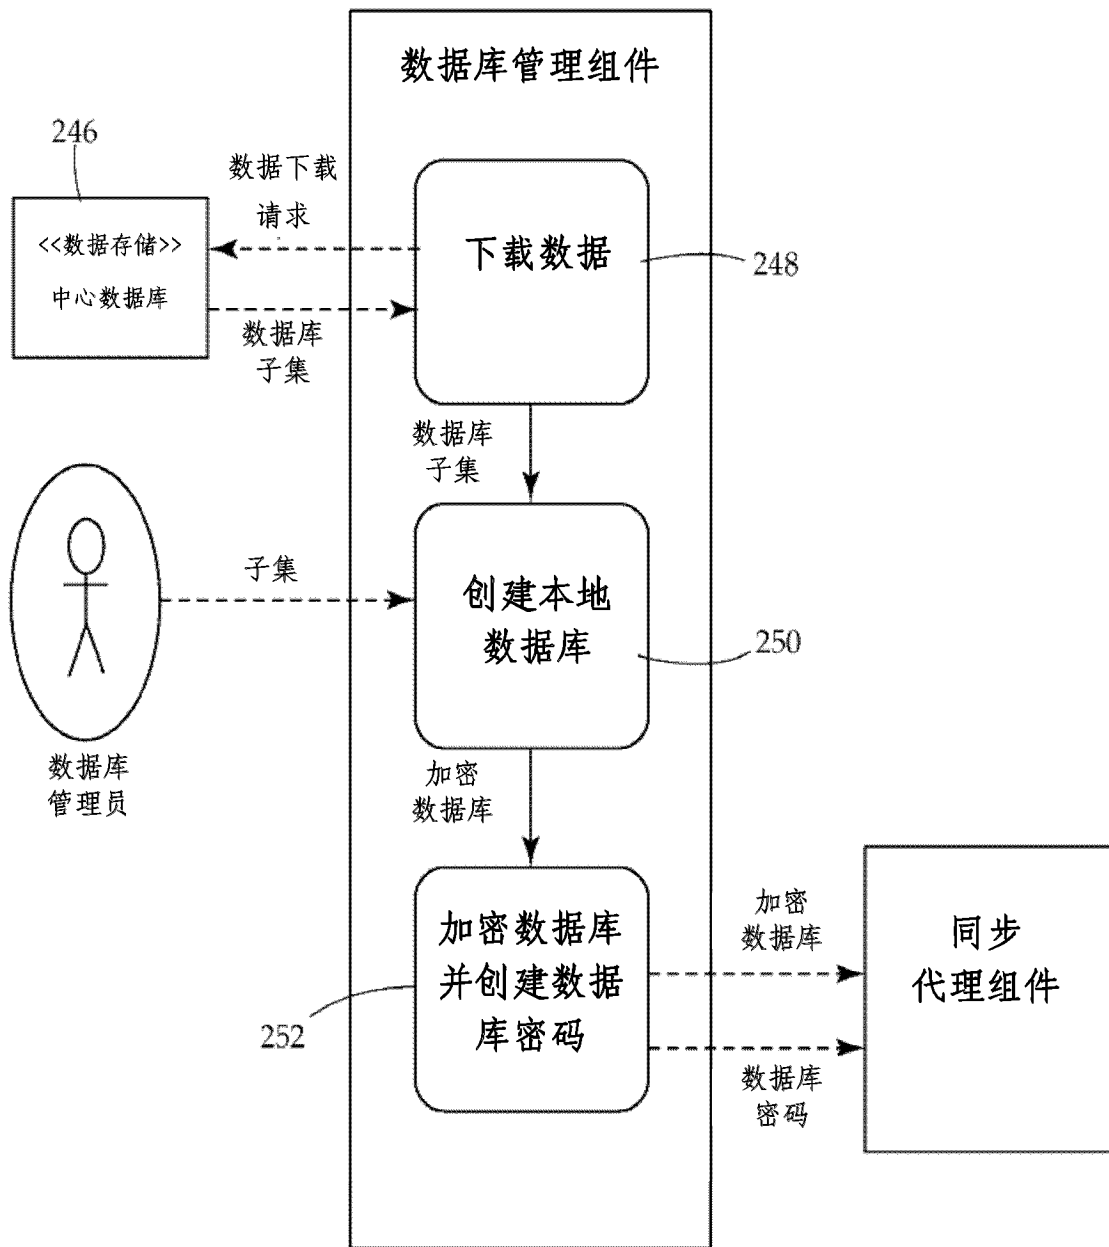 数据库管理组件
246
数据下载
请求
<<数据存储>>
中心数据库
下载数据
248
数据库
子集
数据库
子集
子集
创建本地
数据库
250
数据库
管理员
加密
数据库
加密数据库
并创建数据
库密码
252
加密
数据库
同步
代理组件
数据库
密码